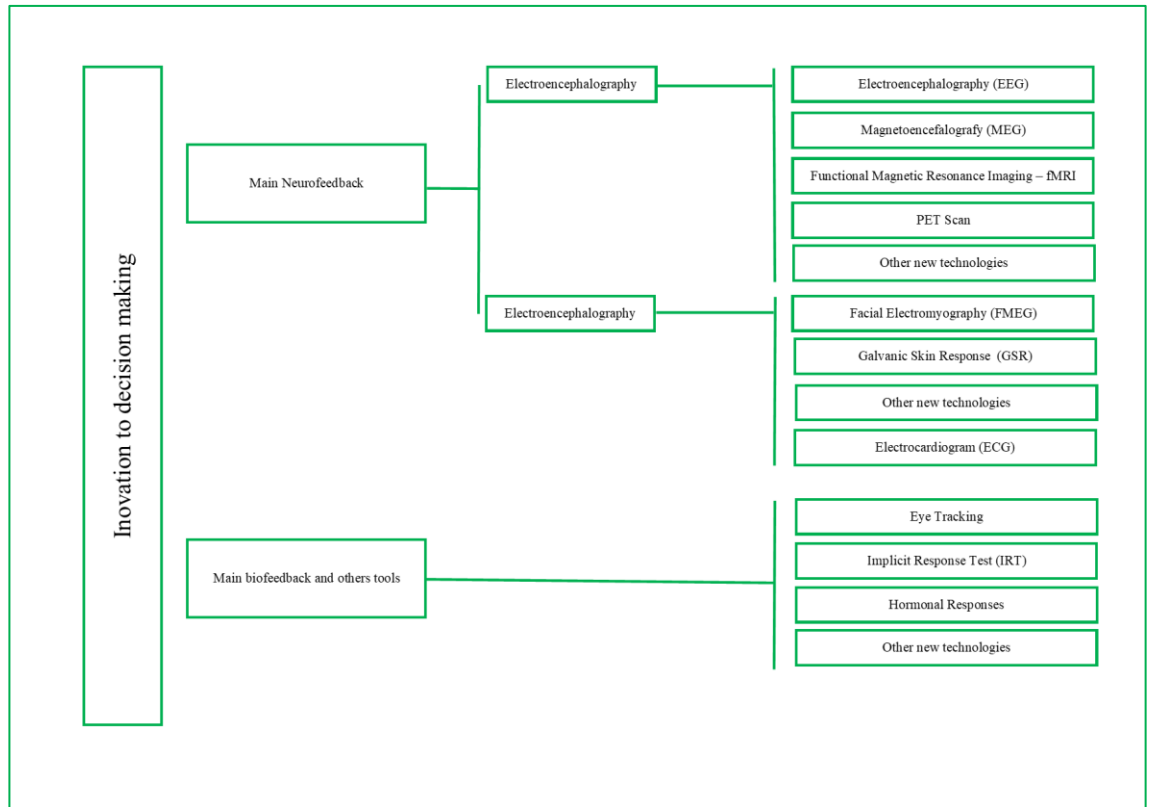 Inovation to decision making
Main Neurofeedback
Electroencephalography
Electroencephalography (EEG)
Magnetoencefalografy (MEG)
Functional Magnetic Resonance Imaging – fMRI
PET Scan
Other new technologies
Electroencephalography
Facial Electromyography (FMEG)
Galvanic Skin Response (GSR)
Other new technologies
Electrocardiogram (ECG)
Main biofeedback and others tools
Eye Tracking
Implicit Response Test (IRT)
Hormonal Responses
Other new technologies